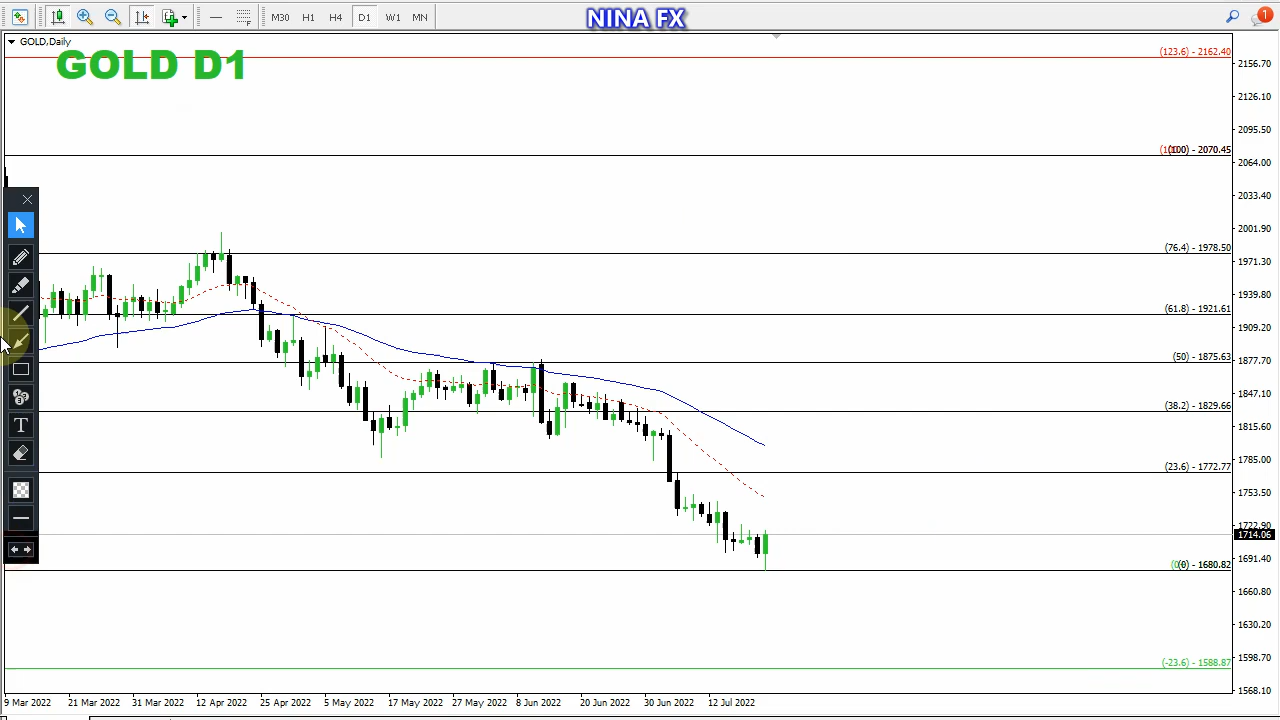 M30 H1 H4 D1 W1 MN
NINA FX
1
GOLD,Daily
GOLD D1
(123.6) - 2162.40
2156.70
2126.10
2095.50
(100) - 2070.45
2064.00
2033.40
2001.90
(76.4) - 1978.50
1971.30
1939.80
(61.8) - 1921.61
1909.20
(50) - 1875.63
1877.70
1847.10
(38.2) - 1829.66
1815.60
1785.00
(23.6) - 1772.77
1753.50
1722.90
1714.06
1691.40
(0) - 1680.82
1660.80
1630.20
(-23.6) - 1588.87
1598.70
1568.10
T
9 Mar 2022 21 Mar 2022 31 Mar 2022 12 Apr 2022 25 Apr 2022 5 May 2022 17 May 2022 27 May 2022 8 Jun 2022 20 Jun 2022 30 Jun 2022 12 Jul 2022